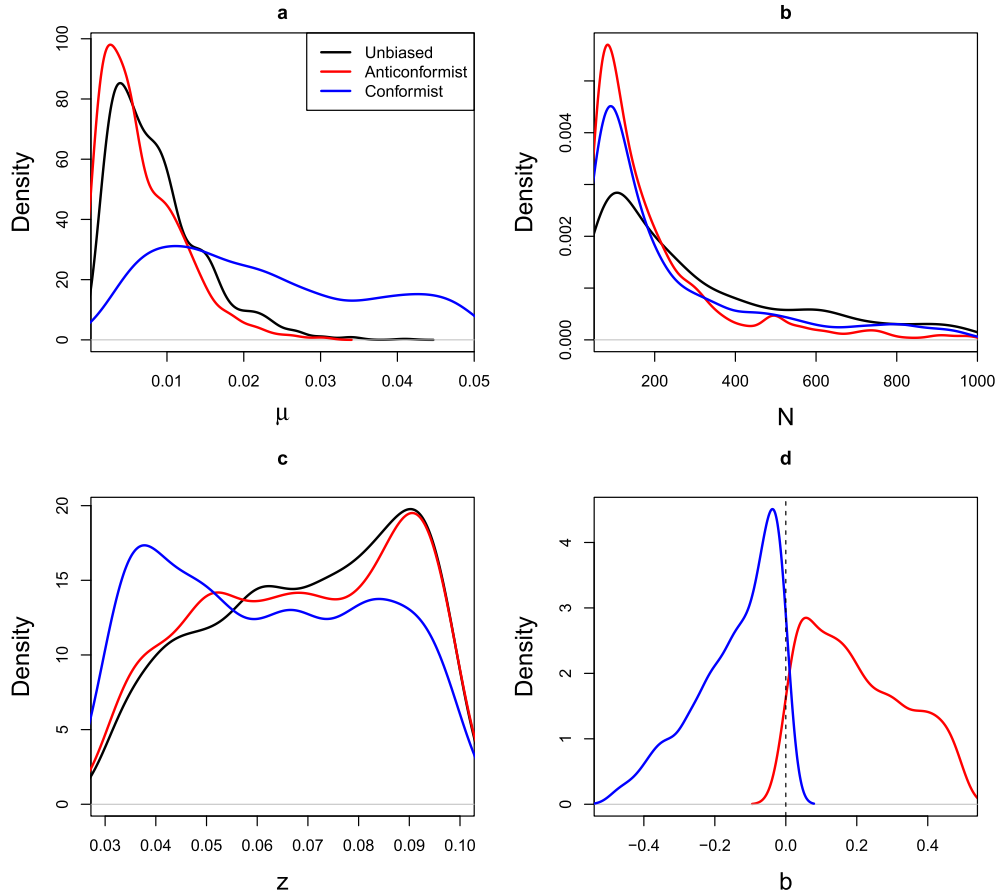 a
Unbiased
Anticonformist
Conformist
Density
0 20 40 60 80 100
0.01 0.02 0.03 0.04 0.05
μ
b
Density
0.000 0.002 0.004
200 400 600 800 1000
N
c
Density
0 5 10 15 20
0.03 0.04 0.05 0.06 0.07 0.08 0.09 0.10
z
d
Density
0 1 2 3 4
−0.4 −0.2 0.0 0.2 0.4
b